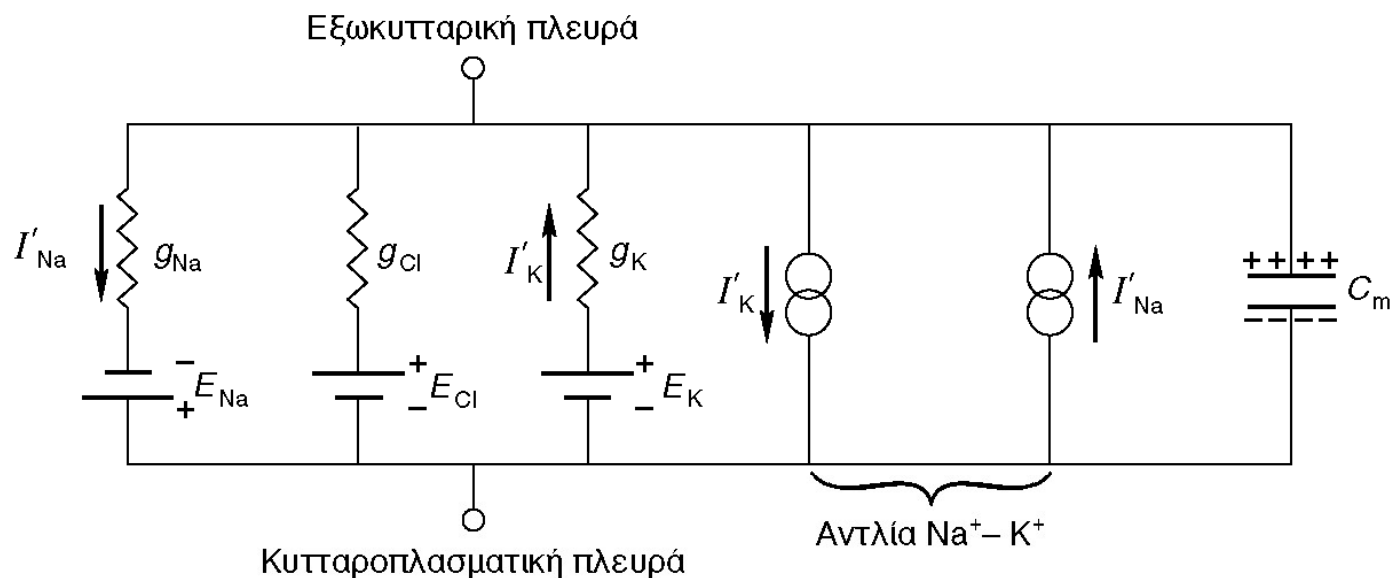 Εξωκυτταρική πλευρά
I′Na
gNa
gCl
I′K
gK
I′K
I′Na
++++
Cm
−−−−
−
ENa
+
+
ECl
−
+
EK
−
Αντλία Na⁺– K⁺
Κυτταροπλασματική πλευρά